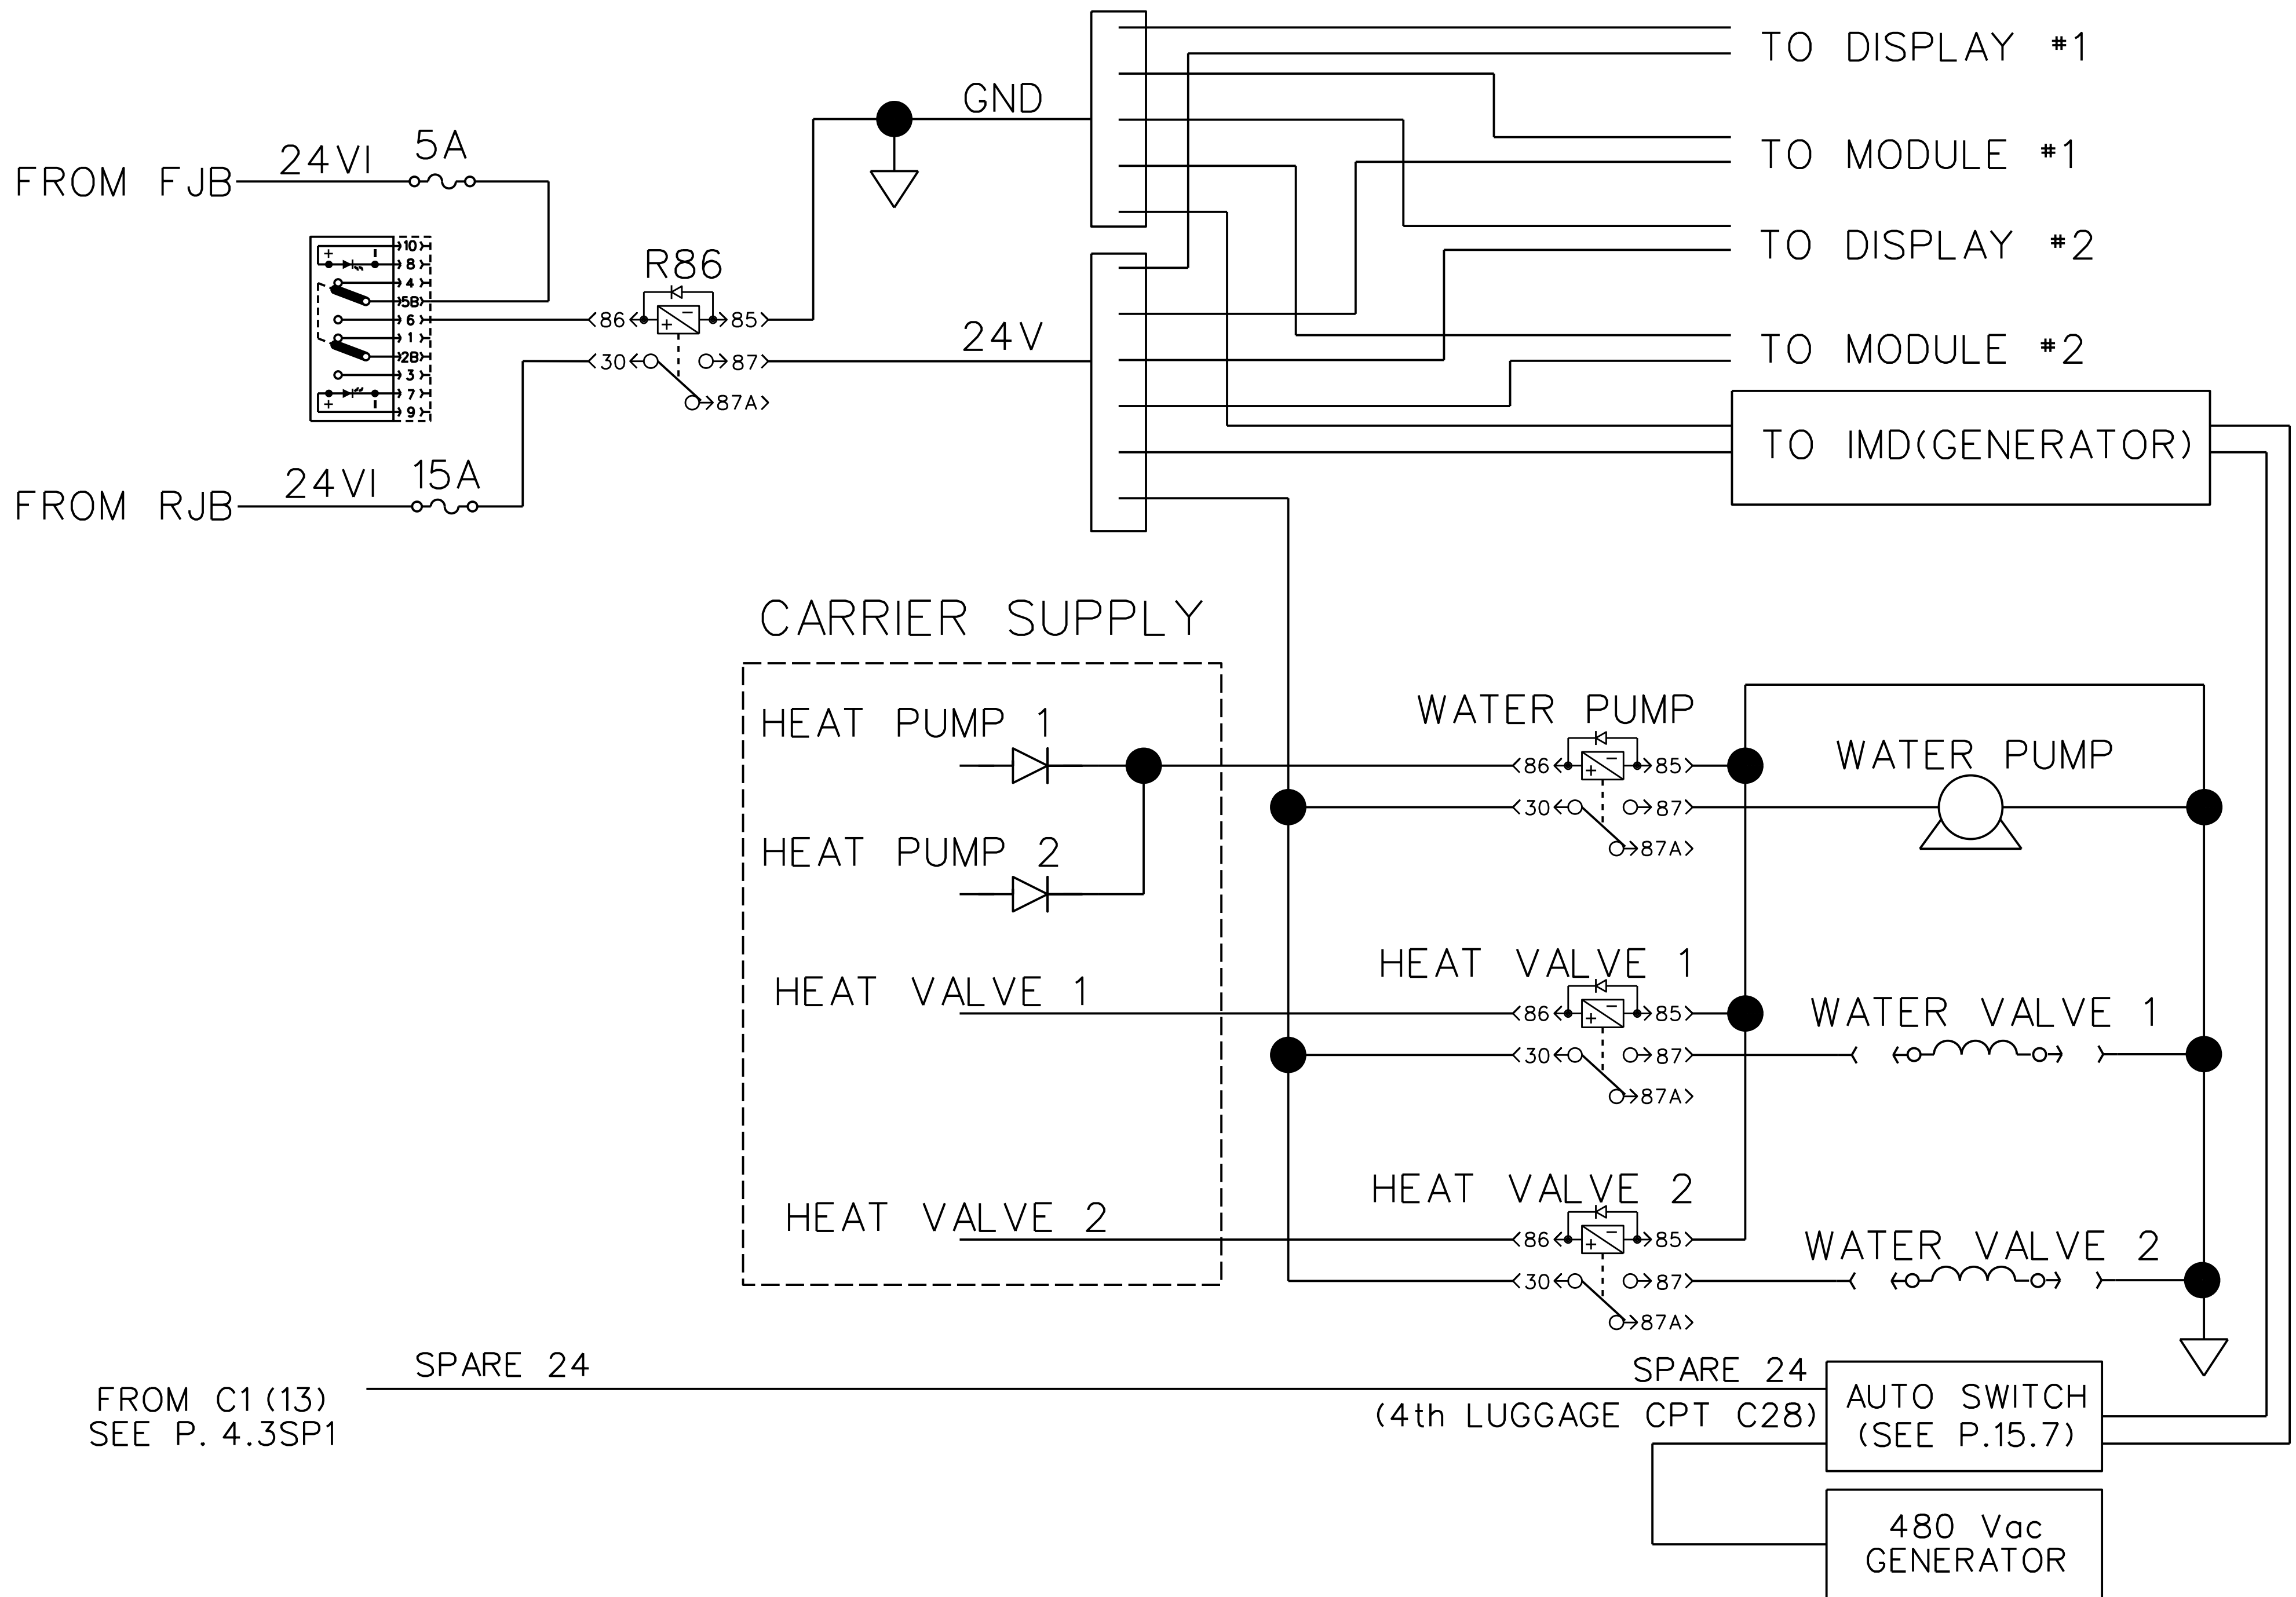 TO DISPLAY #1
GND
FROM FJB 24VI 5A
TO MODULE #1
TO DISPLAY #2
10
8
4
5B
6
1
2B
3
7
9
+
+
R86
86 + - 85
30 87
87A
24V
TO MODULE #2
TO IMD(GENERATOR)
FROM RJB 24VI 15A
CARRIER SUPPLY
HEAT PUMP 1
WATER PUMP
86 + - 85
30 87
87A
WATER PUMP
HEAT PUMP 2
HEAT VALVE 1
HEAT VALVE 1
86 + - 85
30 87
87A
WATER VALVE 1
HEAT VALVE 2
HEAT VALVE 2
86 + - 85
30 87
87A
WATER VALVE 2
FROM C1(13)
SEE P. 4.3SP1
SPARE 24
SPARE 24
(4th LUGGAGE CPT C28)
AUTO SWITCH
(SEE P.15.7)
480 Vac
GENERATOR